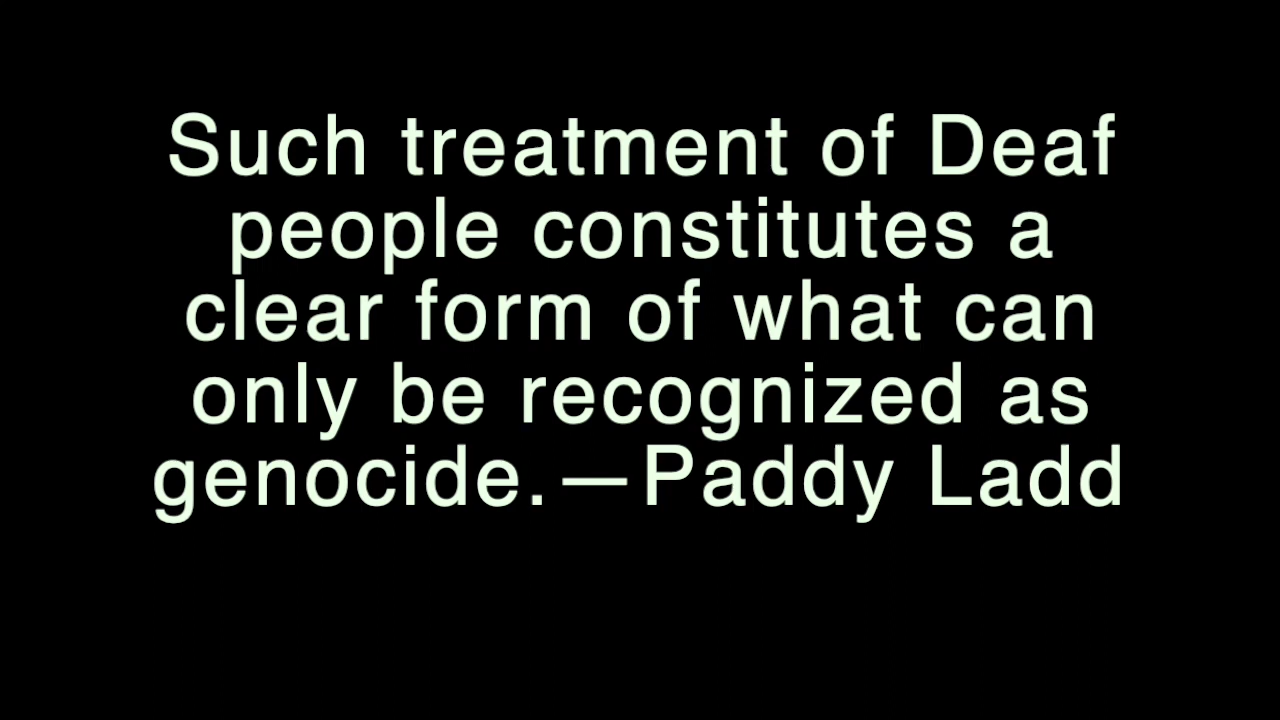 Such treatment of Deaf
people constitutes a
clear form of what can
only be recognized as
genocide.—Paddy Ladd